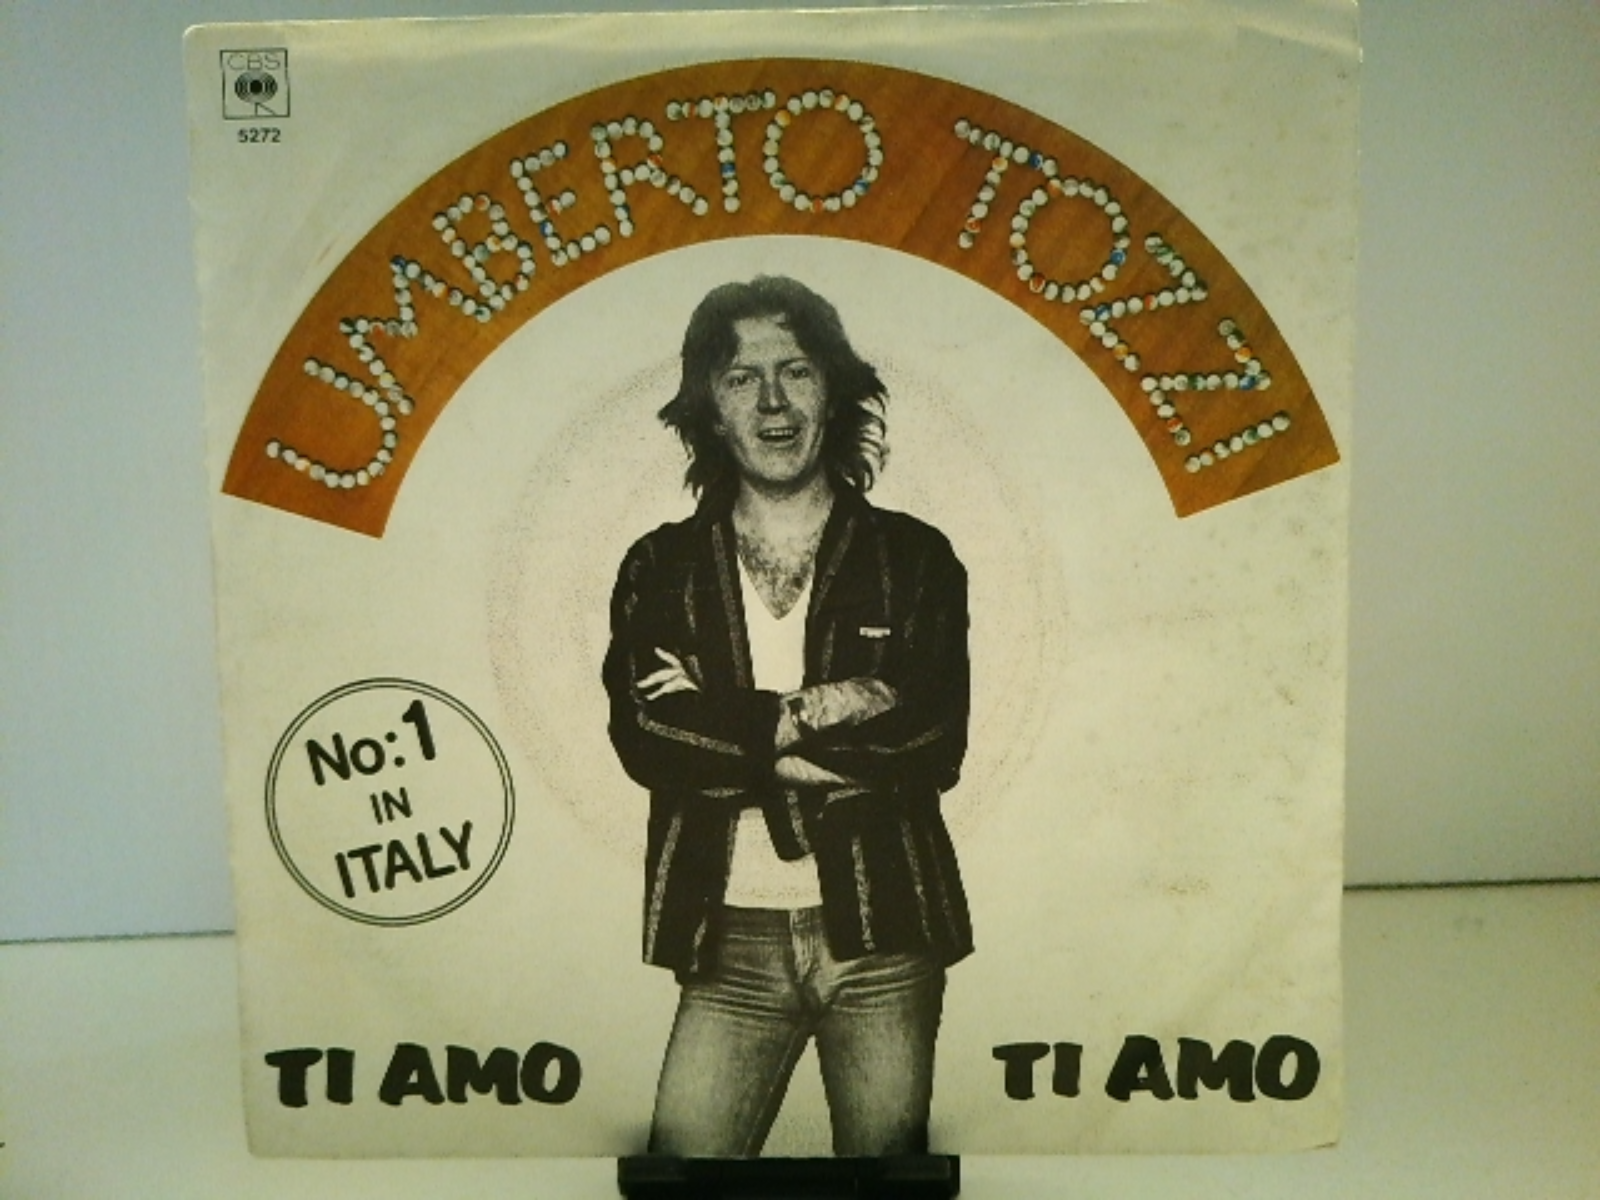 CBS
5272
UMBERTO TOZZI
No:1
IN
ITALY
TI AMO
TI AMO